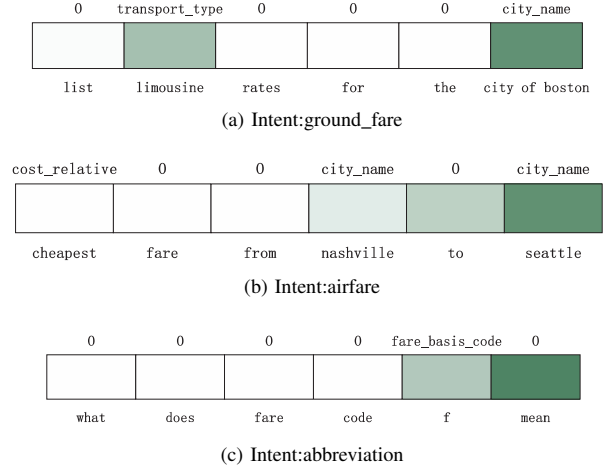 0 transport_type 0 0 0 city_name
list limousine rates for the city of boston
(a) Intent:ground_fare
cost_relative 0 0 city_name 0 city_name
cheapest fare from nashville to seattle
(b) Intent:airfare
0 0 0 0 fare_basis_code 0
what does fare code f mean
(c) Intent:abbreviation